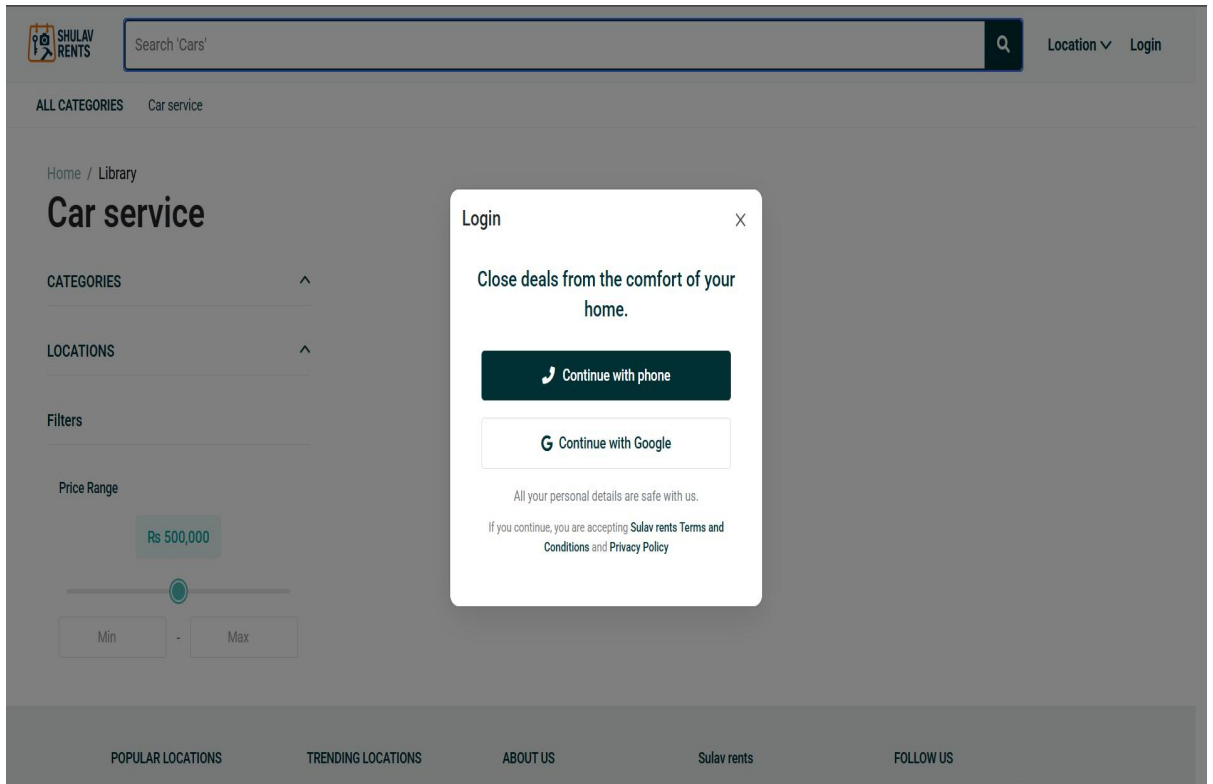 SHULAV
RENTS
Search 'Cars'
Location
Login
ALL CATEGORIES
Car service
Home / Library
Car service
CATEGORIES
LOCATIONS
Filters
Price Range
Rs 500,000
Min - Max
Login
X
Close deals from the comfort of your
home.
Continue with phone
G Continue with Google
All your personal details are safe with us.
If you continue, you are accepting Sulav rents Terms and
Conditions and Privacy Policy
POPULAR LOCATIONS
TRENDING LOCATIONS
ABOUT US
Sulav rents
FOLLOW US